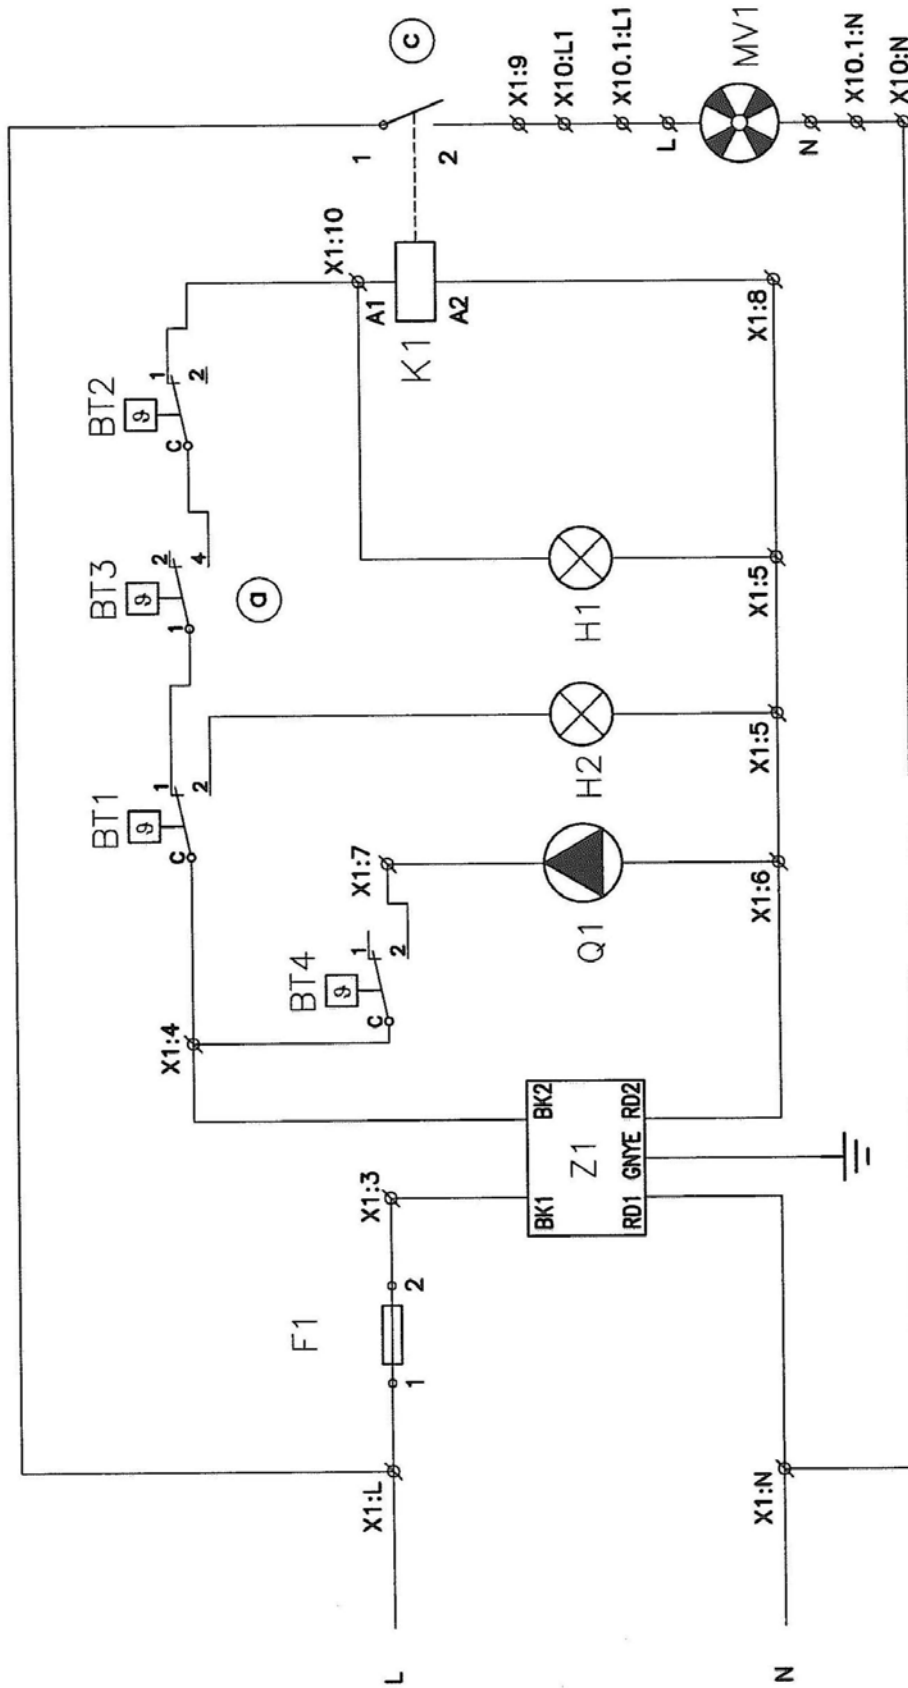 BT1
ϑ
C
1
2
BT3
ϑ
1
2
4
BT2
ϑ
C
1
2
a
c
1
2
X1:4
BT4
ϑ
C
1
2
X1:7
X1:10
A1
K1
A2
X1:9
X10:L1
X10.1:L1
L
MV1
N
X10.1:N
X10:N
F1
1
2
X1:3
X1:L
L
BK1
BK2
Z1
RD1
GNYE
RD2
Q1
H2
H1
X1:6
X1:5
X1:5
X1:8
X1:N
N